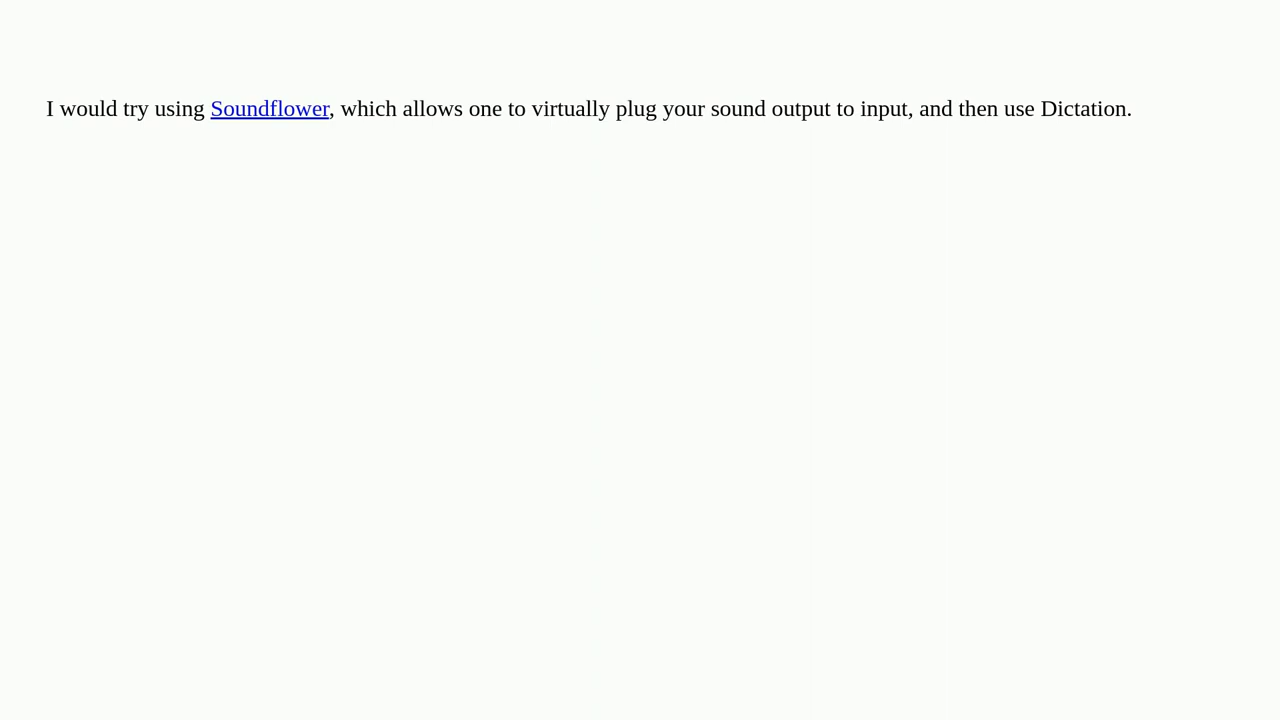 I would try using Soundflower, which allows one to virtually plug your sound output to input, and then use Dictation.